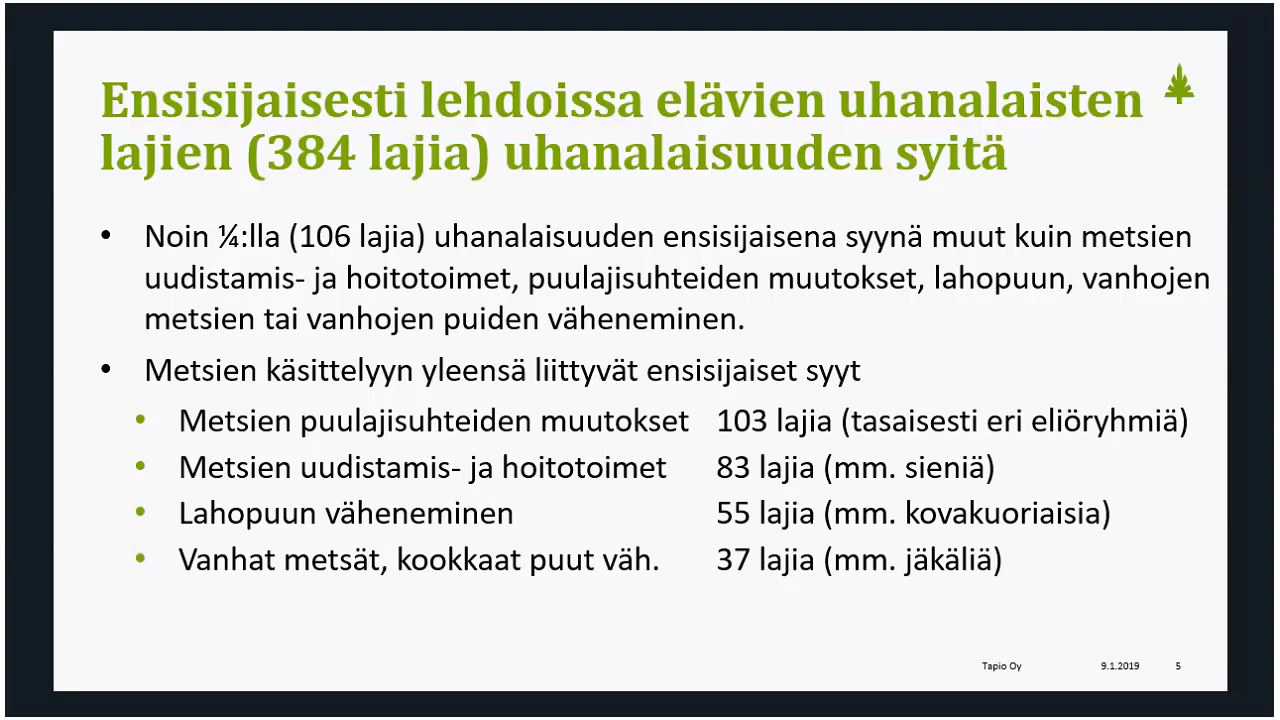 Ensisijaisesti lehdoissa elävien uhanalaisten
lajien (384 lajia) uhanalaisuuden syitä
• Noin ¼:lla (106 lajia) uhanalaisuuden ensisijaisena syynä muut kuin metsien
uudistamis- ja hoitotoimet, puulajisuhteiden muutokset, lahopuun, vanhojen
metsien tai vanhojen puiden väheneminen.
• Metsien käsittelyyn yleensä liittyvät ensisijaiset syyt
• Metsien puulajisuhteiden muutokset 103 lajia (tasaisesti eri eliöryhmiä)
• Metsien uudistamis- ja hoitotoimet 83 lajia (mm. sieniä)
• Lahopuun väheneminen 55 lajia (mm. kovakuoriaisia)
• Vanhat metsät, kookkaat puut väh. 37 lajia (mm. jäkäliä)
Tapio Oy 9.1.2019 5